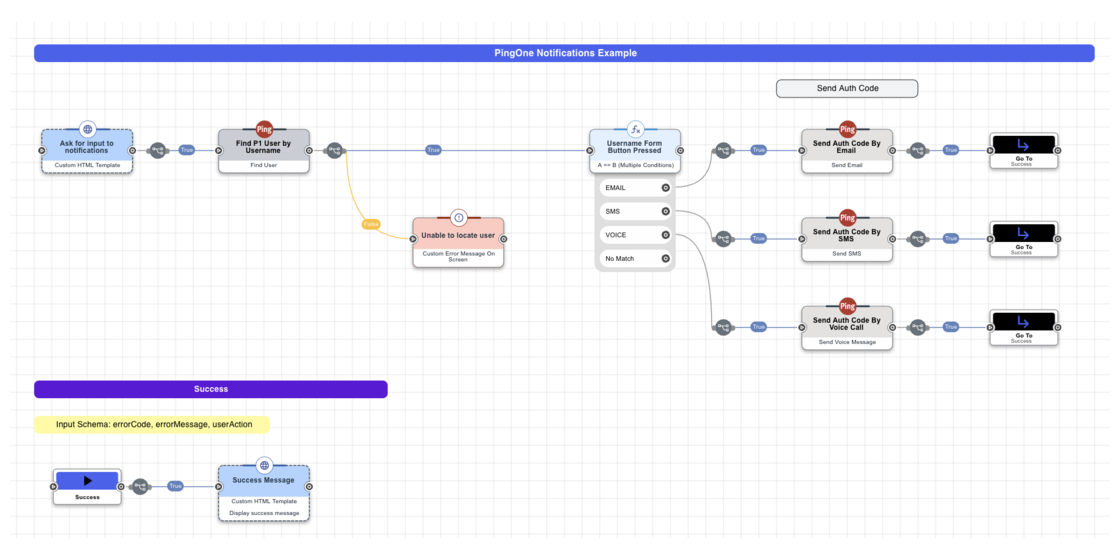 PingOne Notifications Example
Send Auth Code
Ask for input to
notifications
Custom HTML Template
True
Ping
Find P1 User by
Username
Find User
True
False
Unable to locate user
Custom Error Message On
Screen
Username Form
Button Pressed
A == B (Multiple Conditions)
EMAIL
SMS
VOICE
No Match
True
Ping
Send Auth Code By
Email
Send Email
True
Go To
Success
True
Ping
Send Auth Code By
SMS
Send SMS
True
Go To
Success
True
Ping
Send Auth Code By
Voice Call
Send Voice Message
True
Go To
Success
Success
Input Schema: errorCode, errorMessage, userAction
Success
True
Success Message
Custom HTML Template
Display success message